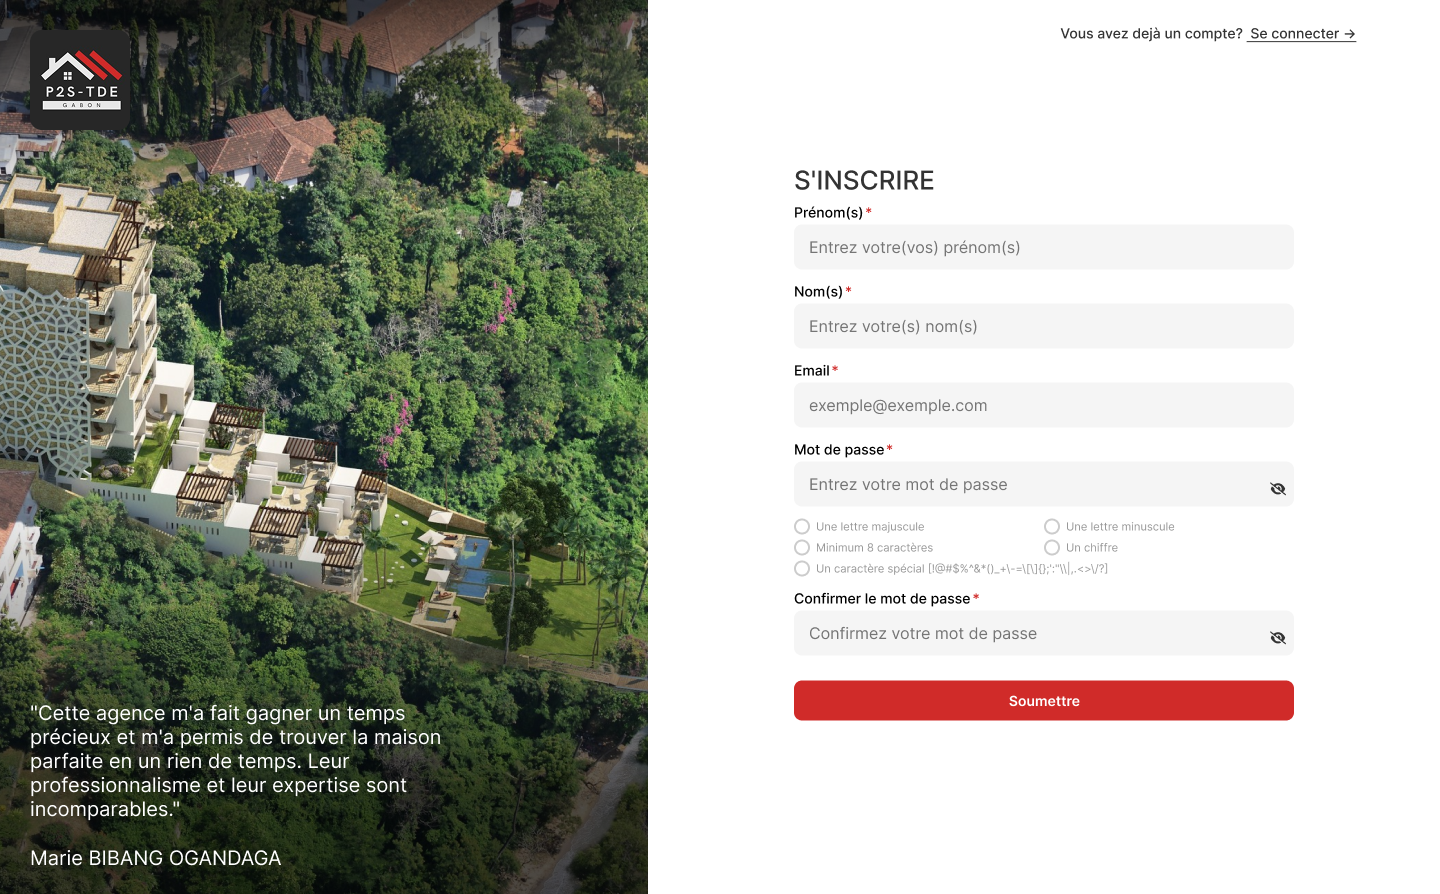 P2S-TDE
GABON
"Cette agence m'a fait gagner un temps
précieux et m'a permis de trouver la maison
parfaite en un rien de temps. Leur
professionnalisme et leur expertise sont
incomparables."
Marie BIBANG OGANDAGA
Vous avez dejà un compte? Se connecter →
S'INSCRIRE
Prénom(s)*
Entrez votre(vos) prénom(s)
Nom(s)*
Entrez votre(s) nom(s)
Email*
exemple@exemple.com
Mot de passe*
Entrez votre mot de passe
Une lettre majuscule
Une lettre minuscule
Minimum 8 caractères
Un chiffre
Un caractère spécial [!@#$%^&*()_+\-=\[\]{};':"\\|,.<>\/?]
Confirmer le mot de passe*
Confirmez votre mot de passe
Soumettre